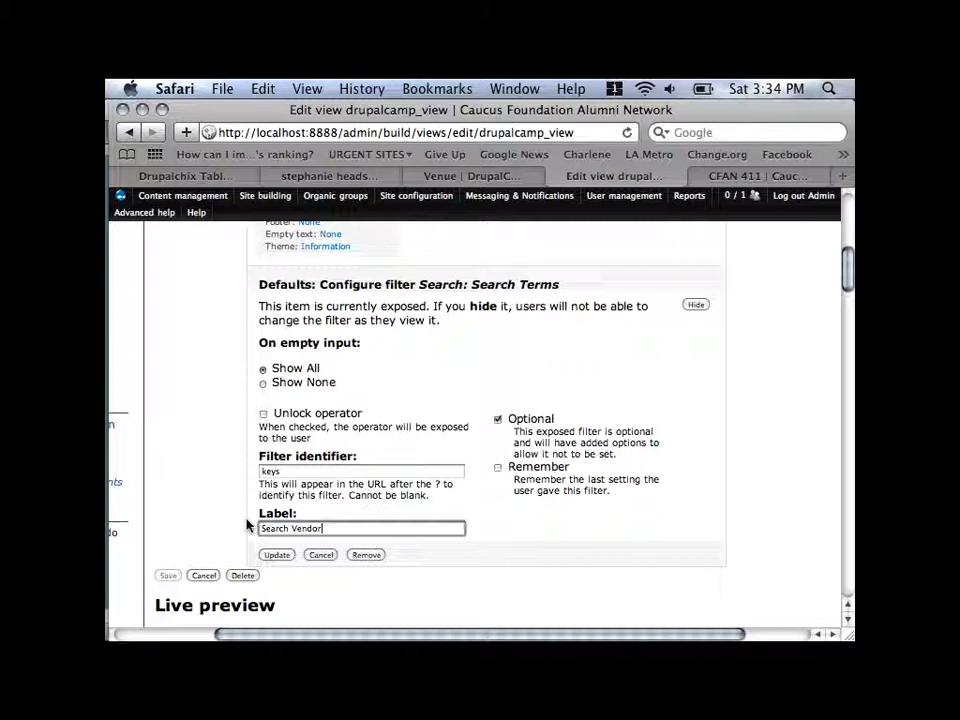 Safari File Edit View History Bookmarks Window Help 1 Sat 3:34 PM
Edit view drupalcamp_view | Caucus Foundation Alumni Network
http://localhost:8888/admin/build/views/edit/drupalcamp_view Google
How can I im...'s ranking? URGENT SITES Give Up Google News Charlene LA Metro Change.org Facebook
Drupalchix Tabl... stephanie heads... Venue | DrupalC... Edit view drupal... CFAN 411 | Cauc...
Content management Site building Organic groups Site configuration Messaging & Notifications User management Reports 0 / 1 Log out Admin
Advanced help Help
Footer: None
Empty text: None
Theme: Information
Defaults: Configure filter Search: Search Terms
This item is currently exposed. If you hide it, users will not be able to
change the filter as they view it.
Hide
On empty input:
Show All
Show None
Unlock operator
When checked, the operator will be exposed
to the user
Optional
This exposed filter is optional
and will have added options to
allow it not to be set.
Filter identifier:
keys
This will appear in the URL after the ? to
identify this filter. Cannot be blank.
Remember
Remember the last setting the
user gave this filter.
Label:
Search Vendor
Update Cancel Remove
Save Cancel Delete
Live preview
nts
do